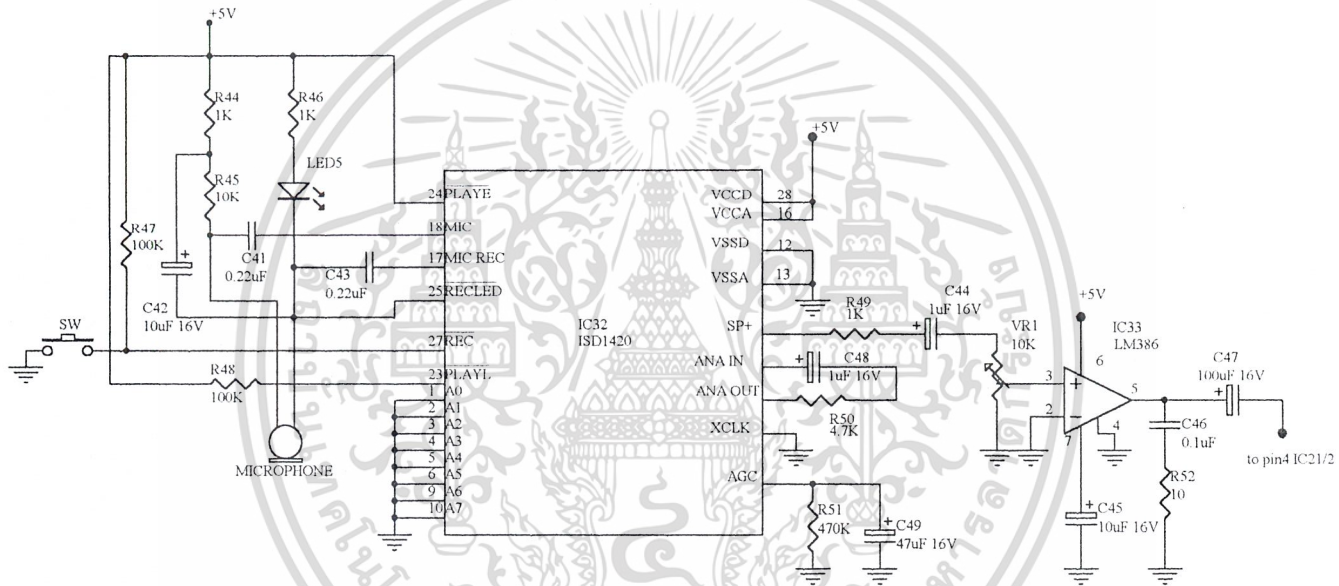 +5V
R44
1K
R46
1K
LED5
R45
10K
R47
100K
C41
0.22uF
C43
0.22uF
+
C42
10uF 16V
SW
R48
100K
MICROPHONE
24 PLAYE
18 MIC
17 MIC REC
25 RECLED
27 REC
23 PLAYL
1 A0
2 A1
3 A2
4 A3
5 A4
6 A5
9 A6
10 A7
IC32
ISD1420
VCCD 28
VCCA 16
VSSD 12
VSSA 13
SP+
ANA IN
ANA OUT
XCLK
AGC
+5V
R49
1K
C44
1uF 16V
+
VR1
10K
+
C48
1uF 16V
R50
4.7K
R51
470K
+
C49
47uF 16V
+5V
IC33
LM386
6
3 +
2 −
7
5
4
C47
100uF 16V
+
C46
0.1uF
R52
10
+
C45
10uF 16V
to pin4 IC21/2